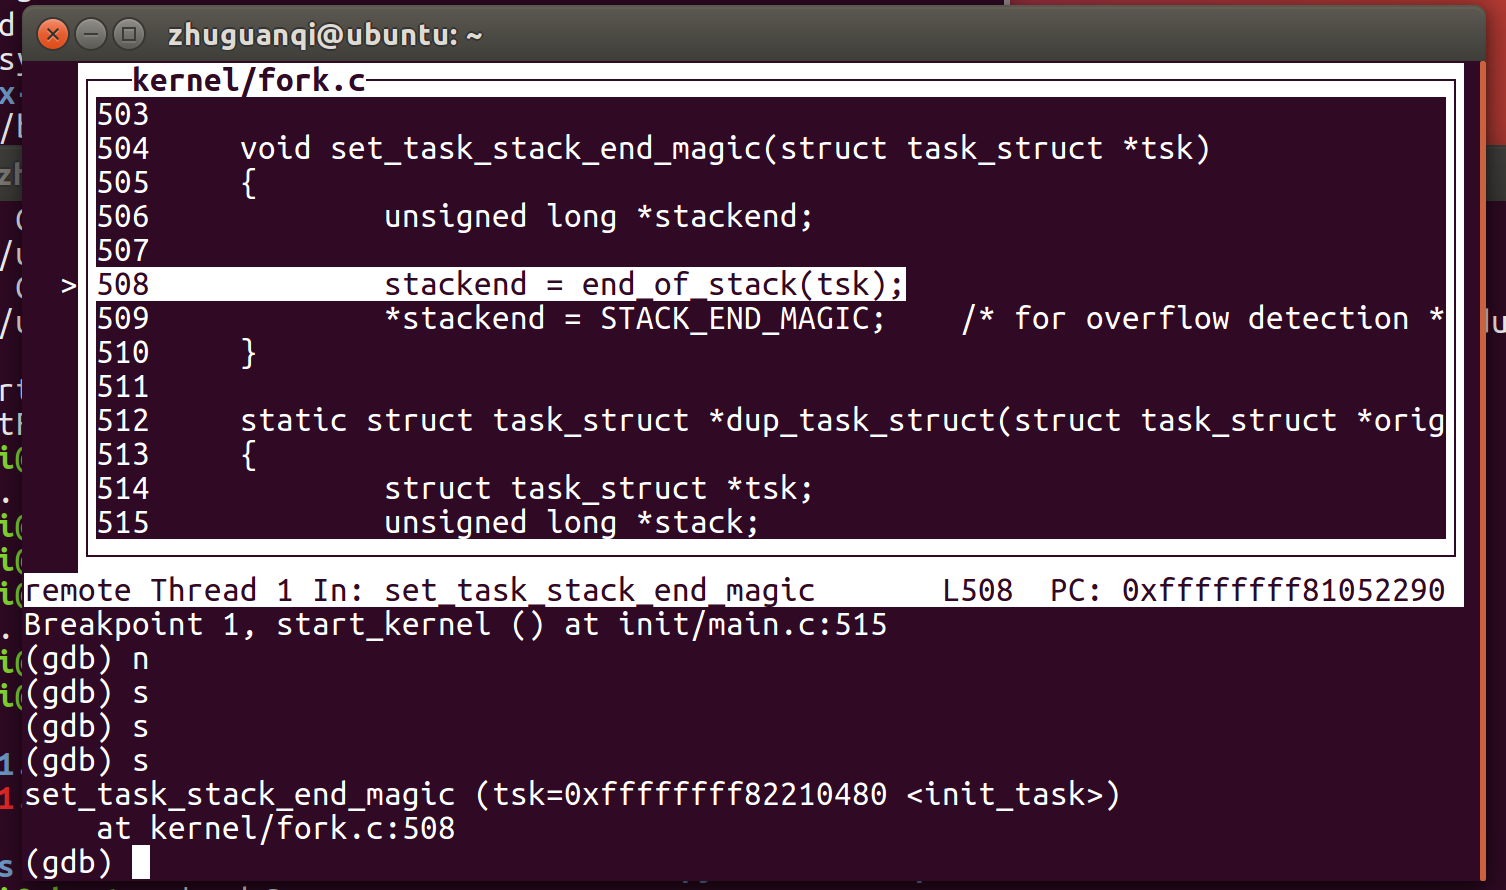 zhuguanqi@ubuntu: ~
kernel/fork.c
503
504 void set_task_stack_end_magic(struct task_struct *tsk)
505 {
506 unsigned long *stackend;
507
> 508 stackend = end_of_stack(tsk);
509 *stackend = STACK_END_MAGIC; /* for overflow detection *
510 }
511
512 static struct task_struct *dup_task_struct(struct task_struct *orig
513 {
514 struct task_struct *tsk;
515 unsigned long *stack;
remote Thread 1 In: set_task_stack_end_magic L508 PC: 0xffffffff81052290
Breakpoint 1, start_kernel () at init/main.c:515
(gdb) n
(gdb) s
(gdb) s
(gdb) s
set_task_stack_end_magic (tsk=0xffffffff82210480 <init_task>)
at kernel/fork.c:508
(gdb)